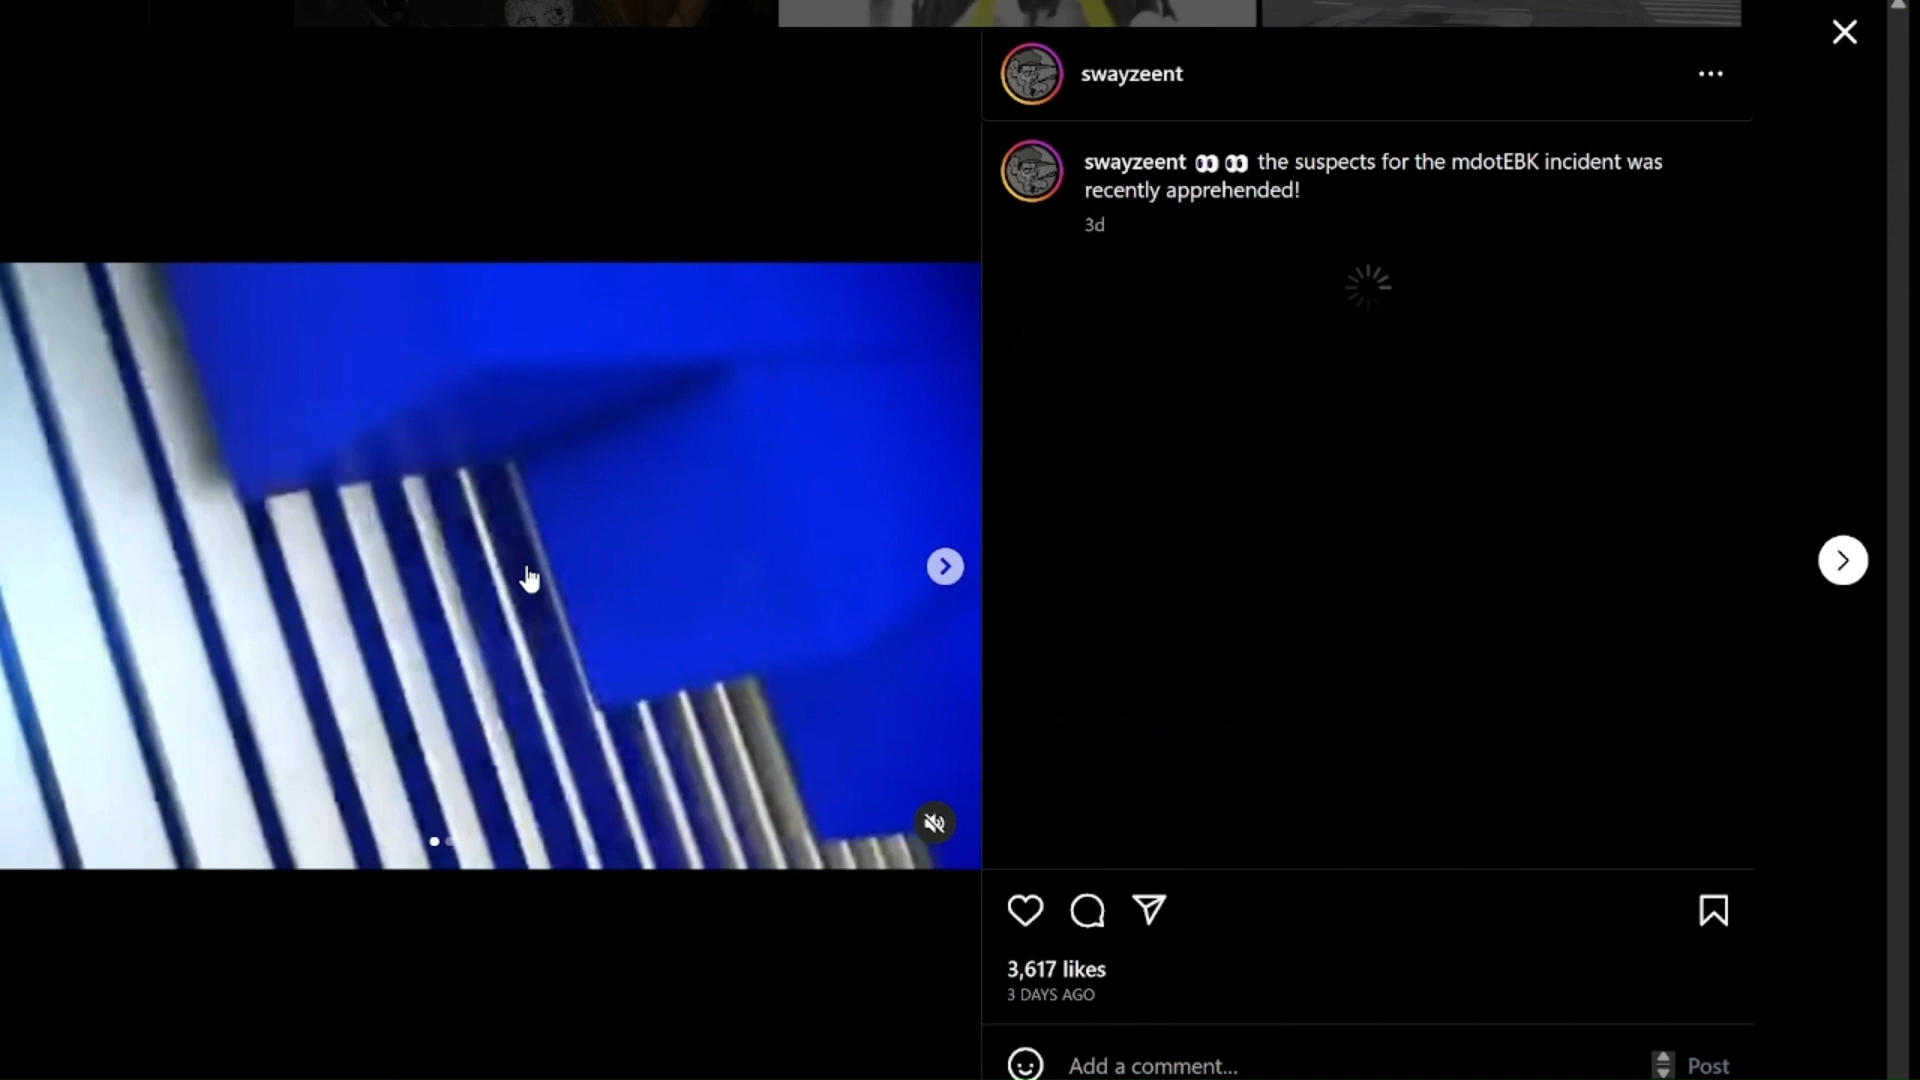 swayzeent
swayzeent 👀 👀 the suspects for the mdotEBK incident was
recently apprehended!
3d
3,617 likes
3 DAYS AGO
Add a comment...
Post